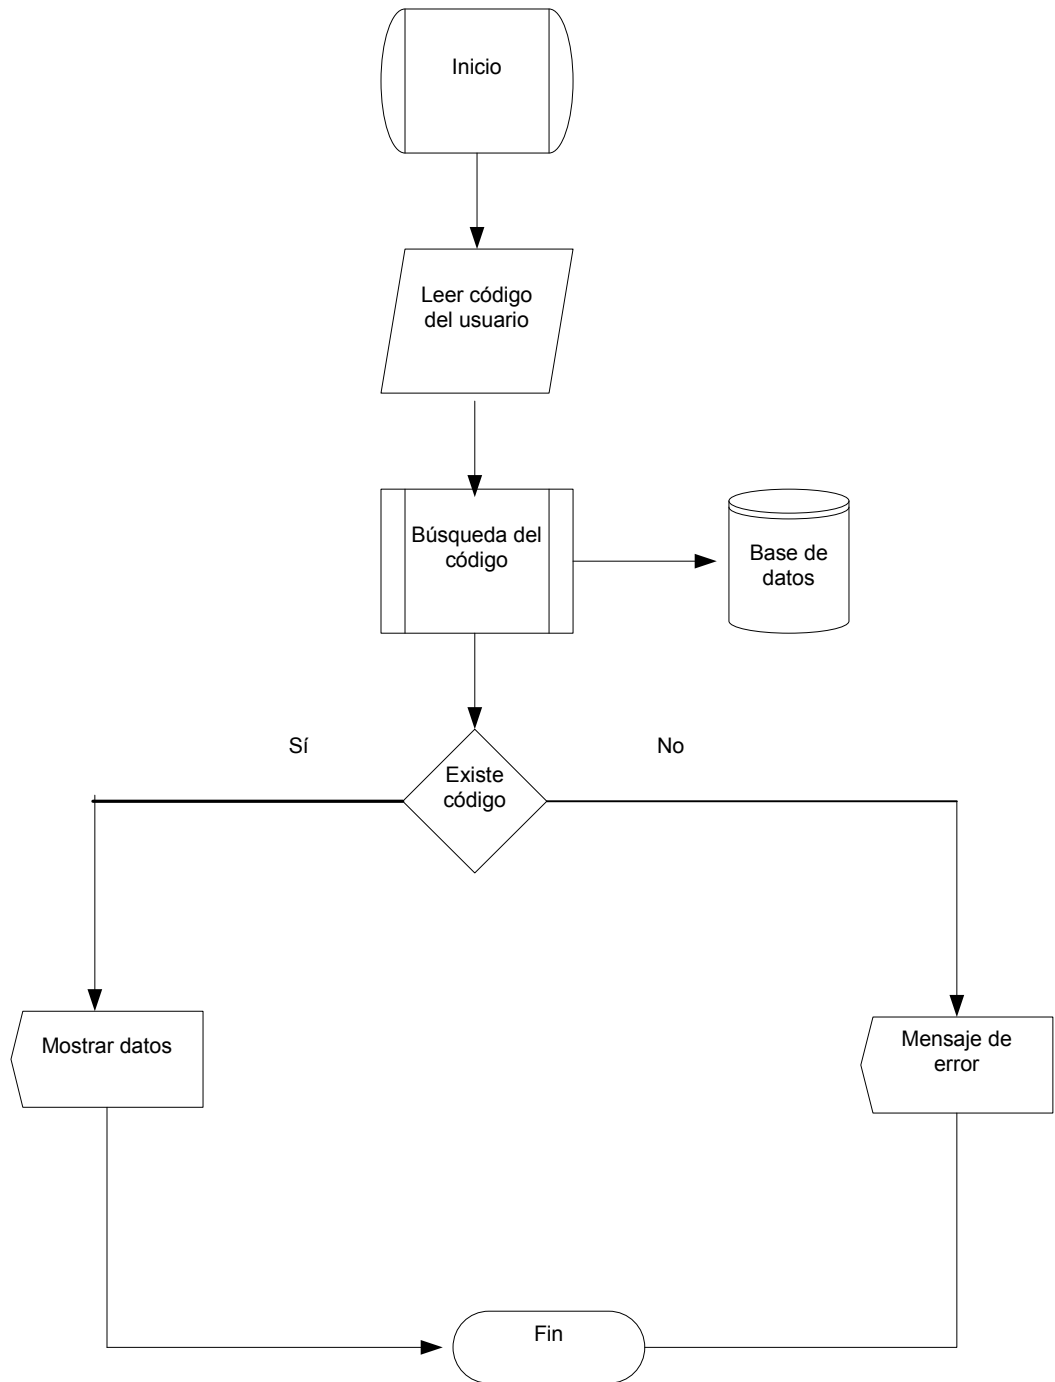 Inicio
Leer código
del usuario
Búsqueda del
código
Base de
datos
Sí
No
Existe
código
Mostrar datos
Mensaje de
error
Fin